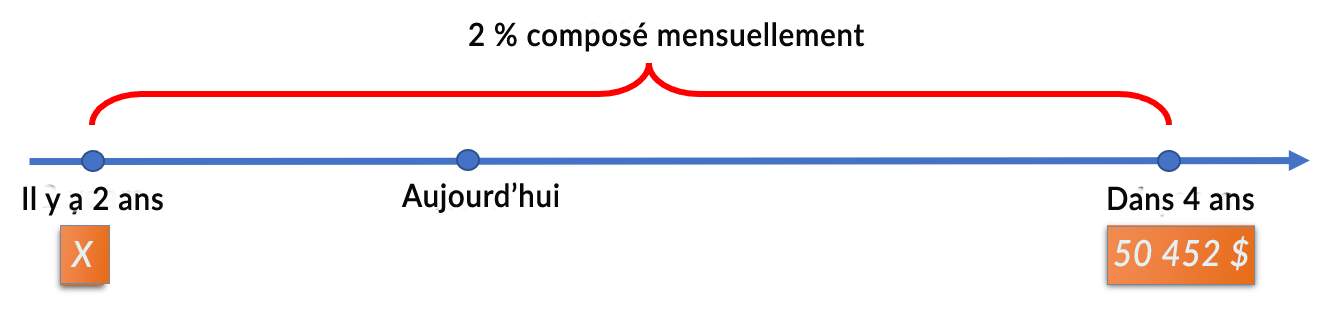 2 % composé mensuellement
Il y a 2 ans
Aujourd’hui
Dans 4 ans
X
50 452 $